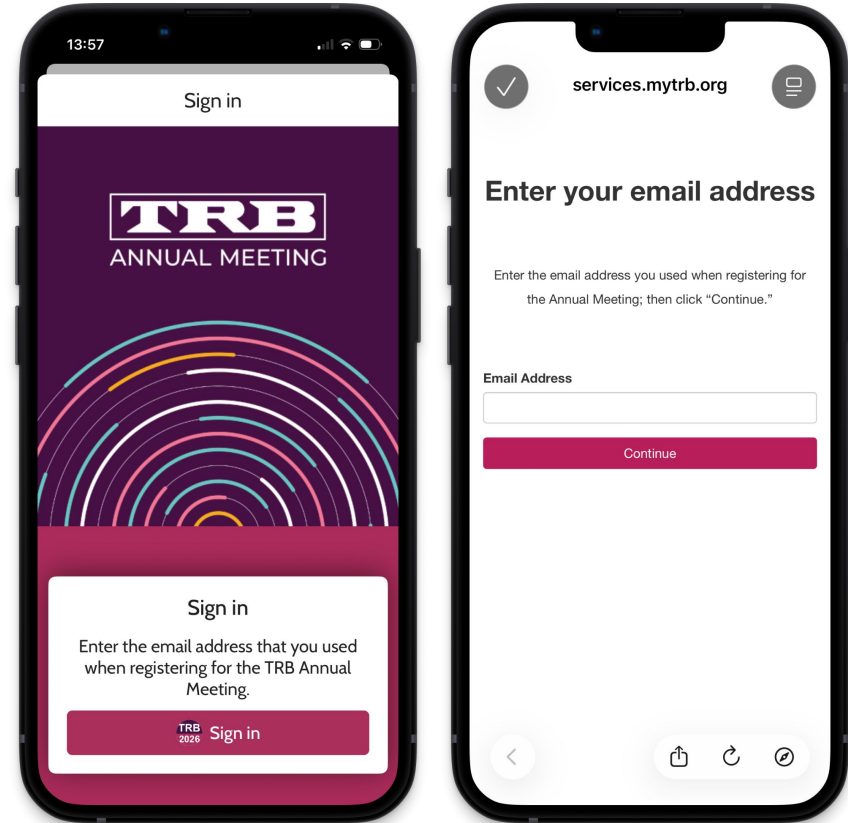 13:57
Sign in
TRB
ANNUAL MEETING
Sign in
Enter the email address that you used
when registering for the TRB Annual
Meeting.
TRB
2026
Sign in
services.mytrb.org
Enter your email address
Enter the email address you used when registering for
the Annual Meeting; then click “Continue.”
Email Address
Continue